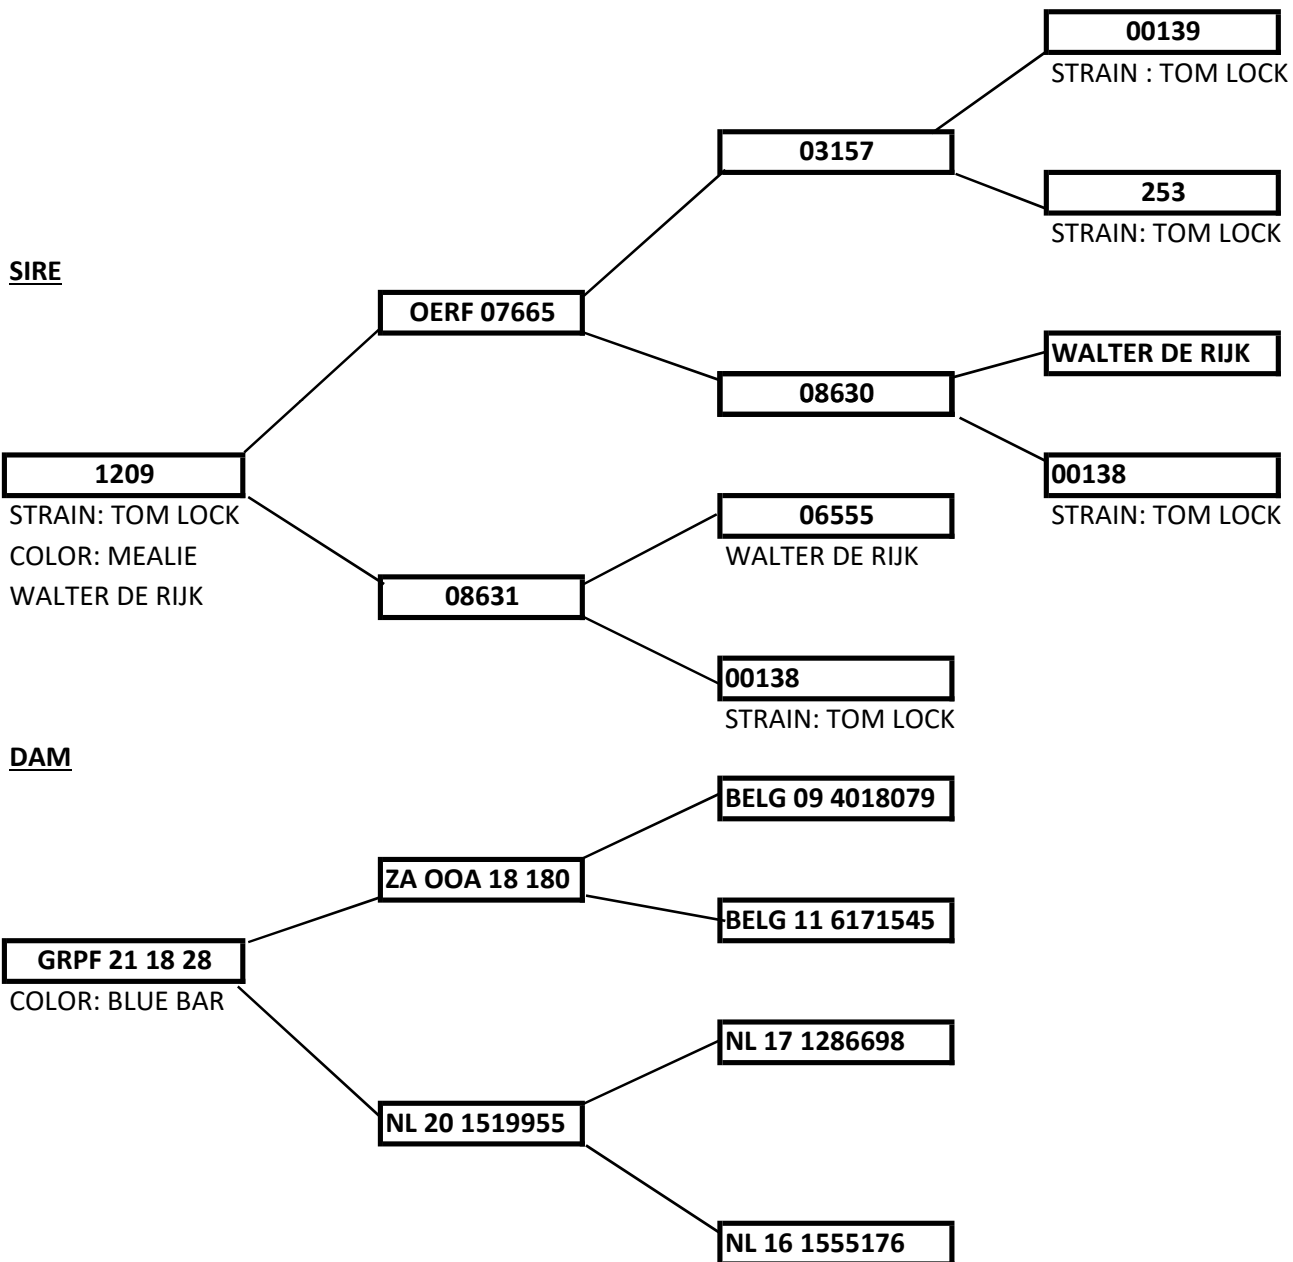 00139
STRAIN : TOM LOCK
03157
253
STRAIN: TOM LOCK
SIRE
OERF 07665
WALTER DE RIJK
08630
1209
00138
STRAIN: TOM LOCK
STRAIN: TOM LOCK
06555
COLOR: MEALIE
WALTER DE RIJK
WALTER DE RIJK
08631
00138
STRAIN: TOM LOCK
DAM
BELG 09 4018079
ZA OOA 18 180
BELG 11 6171545
GRPF 21 18 28
COLOR: BLUE BAR
NL 17 1286698
NL 20 1519955
NL 16 1555176